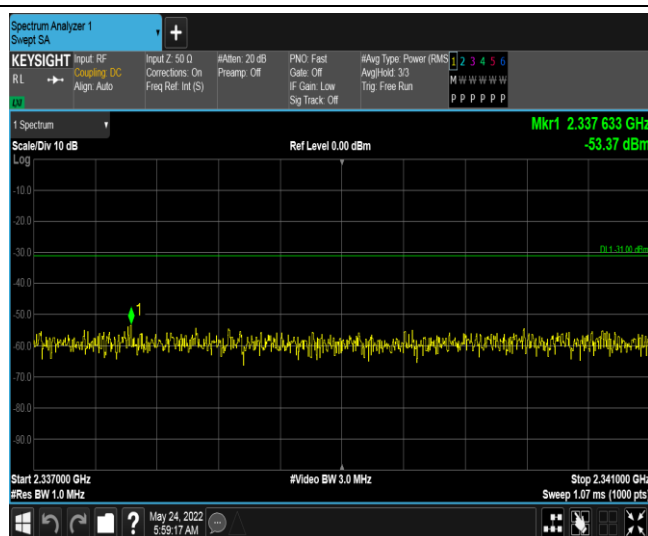 Spectrum Analyzer 1
Swept SA
+
KEYSIGHT Input: RF Input Z: 50 Ω #Atten: 20 dB PNO: Fast #Avg Type: Power (RMS 1 2 3 4 5 6
RL Coupling: DC Corrections: On Preamp: Off Gate: Off Avg|Hold: 3/3 M W W W W W
Align: Auto Freq Ref: Int (S) IF Gain: Low Trig: Free Run
Sig Track: Off P P P P P P
1 Spectrum
Mkr1 2.337 633 GHz
Scale/Div 10 dB Ref Level 0.00 dBm -53.37 dBm
Log
-10.0
-20.0
-30.0
DL1 -31.00 dBm
-40.0
1
-50.0
-60.0
-70.0
-80.0
-90.0
Start 2.337000 GHz #Video BW 3.0 MHz Stop 2.341000 GHz
#Res BW 1.0 MHz Sweep 1.07 ms (1000 pts)
? May 24, 2022
5:59:17 AM